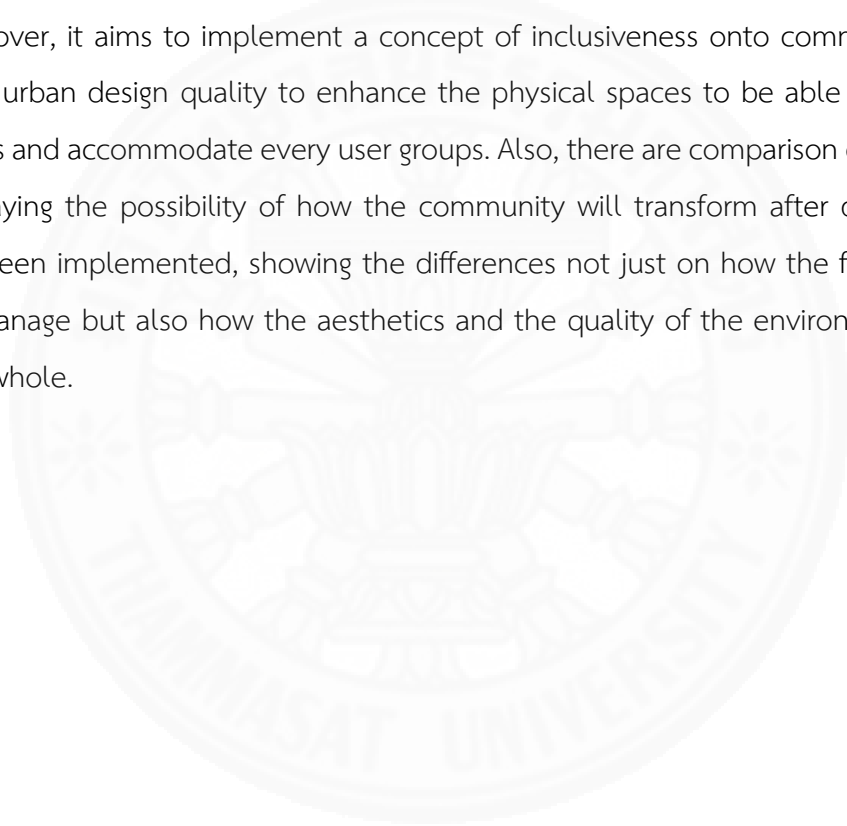 over, it aims to implement a concept of inclusiveness onto comm
urban design quality to enhance the physical spaces to be able
s and accommodate every user groups. Also, there are comparison
aying the possibility of how the community will transform after
een implemented, showing the differences not just on how the f
anage but also how the aesthetics and the quality of the environ
whole.
THAMMASAT UNIVERSITY